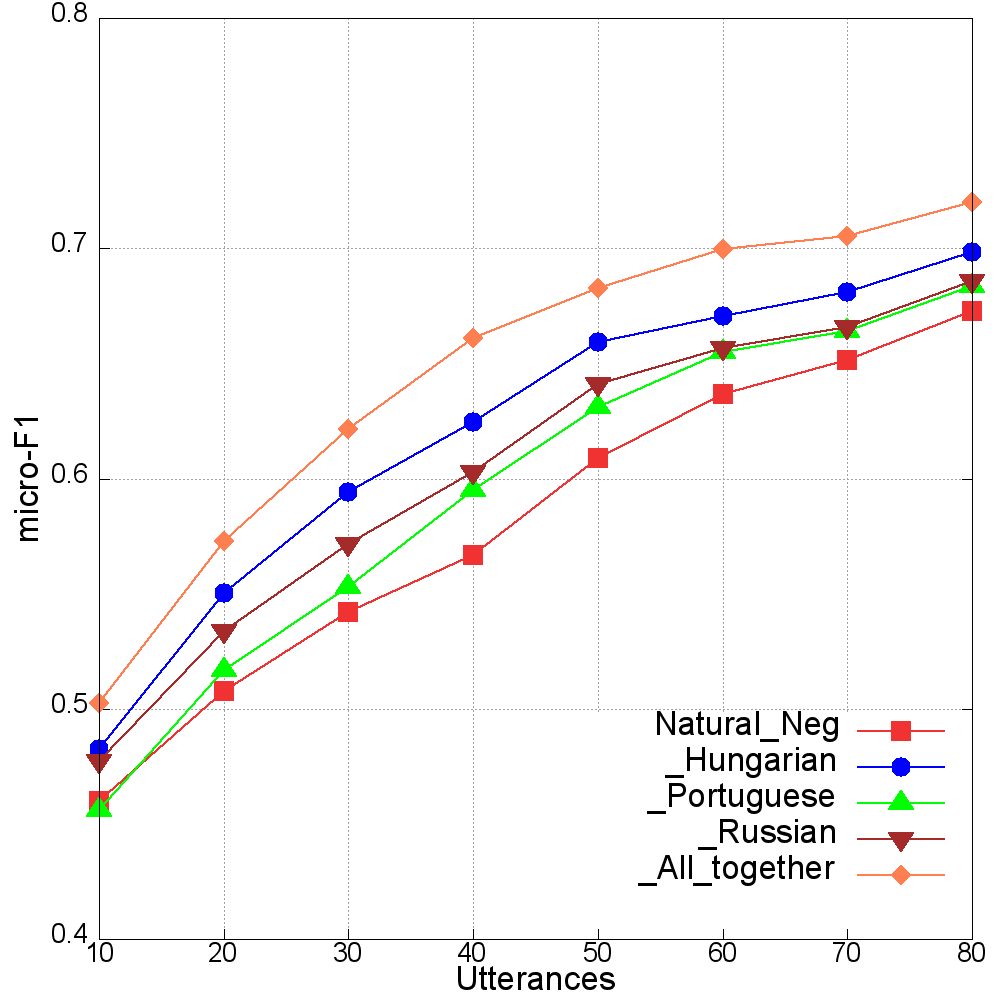 0.8
0.7
0.6
0.5
0.4
micro-F1
Natural_Neg
_Hungarian
_Portuguese
_Russian
_All_together
10 20 30 40 50 60 70 80
Utterances